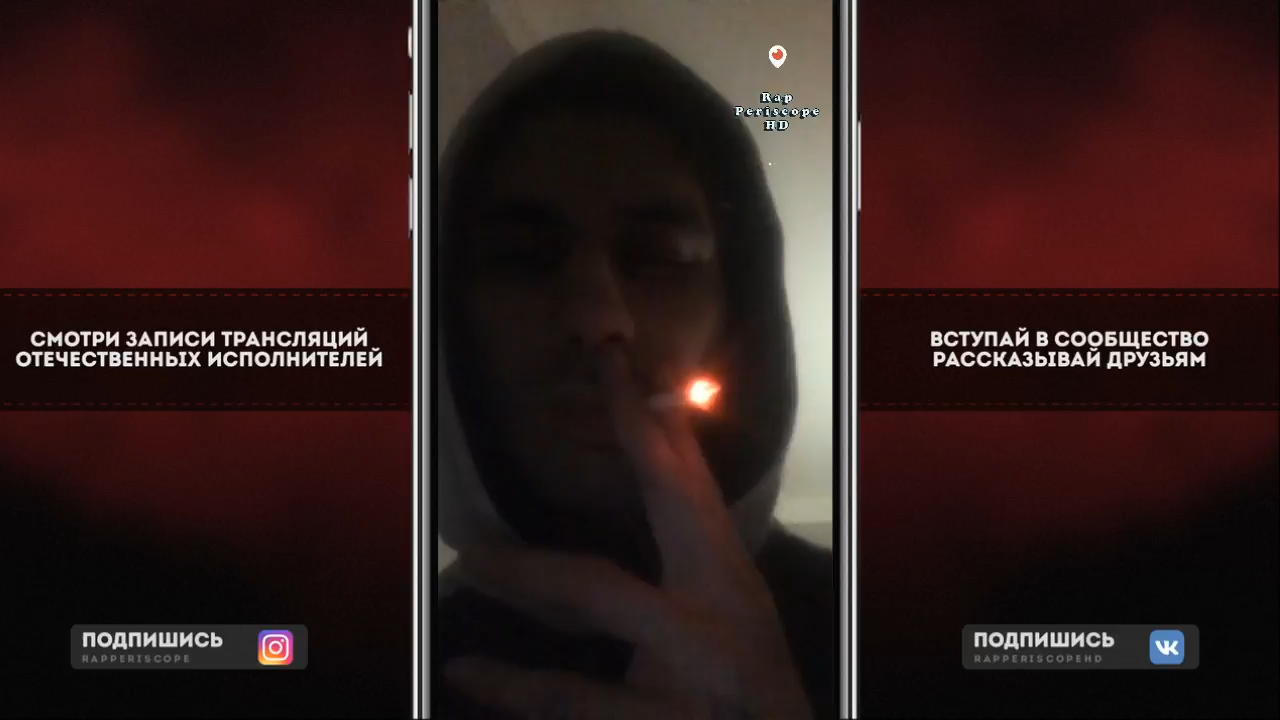 Rap
Periscope
HD
СМОТРИ ЗАПИСИ ТРАНСЛЯЦИЙ
ОТЕЧЕСТВЕННЫХ ИСПОЛНИТЕЛЕЙ
ВСТУПАЙ В СООБЩЕСТВО
РАССКАЗЫВАЙ ДРУЗЬЯМ
ПОДПИШИСЬ
RAPPERISCOPE
ПОДПИШИСЬ
RAPPERISCOPEHD